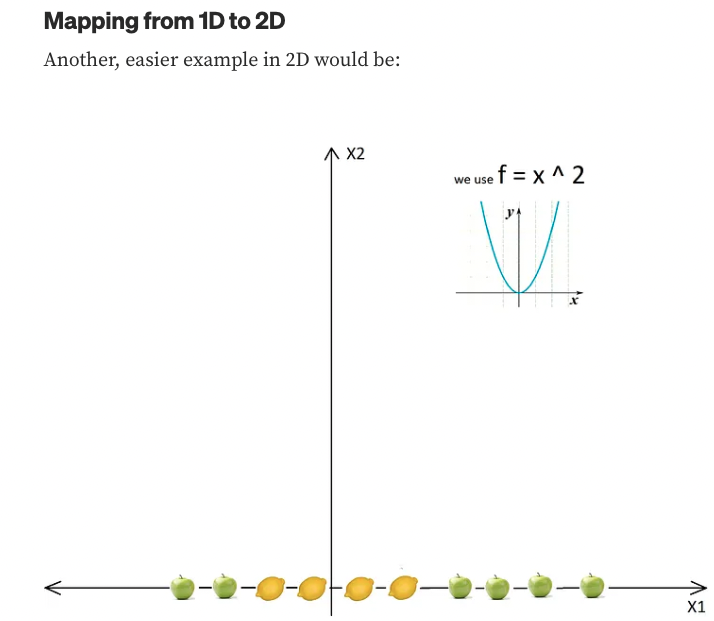 Mapping from 1D to 2D
Another, easier example in 2D would be:
X2
we use f = x ^ 2
y
x
X1